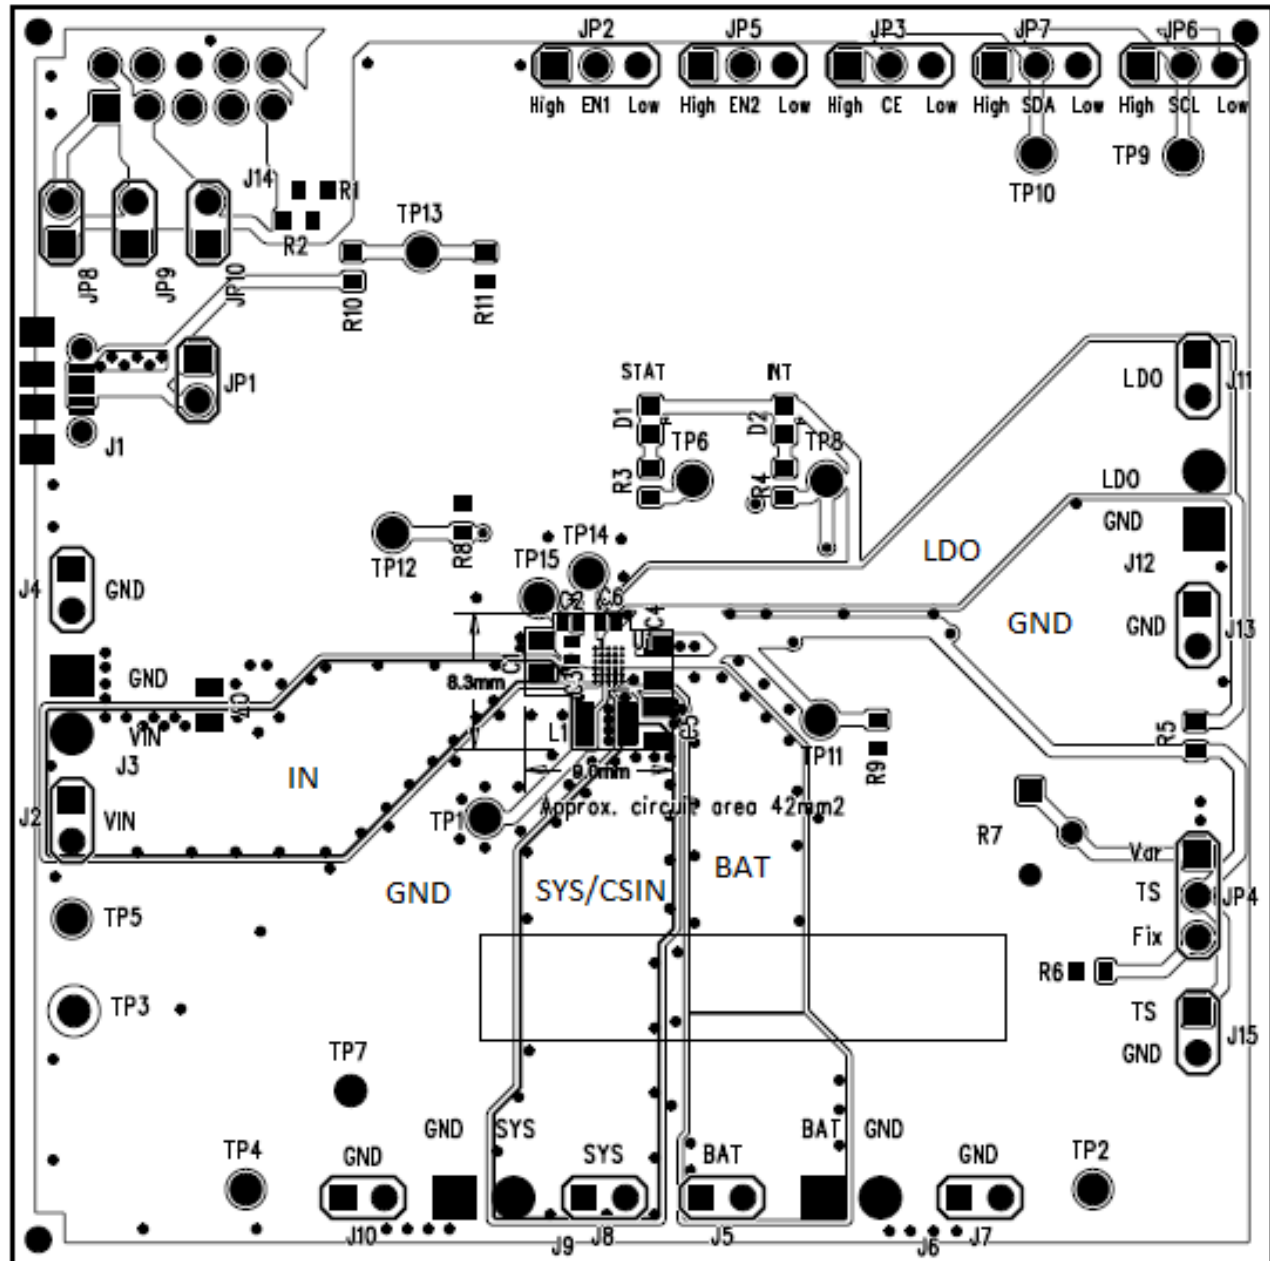 JP2 JP5 JP3 JP7 JP6
High EN1 Low High EN2 Low High CE Low High SDA Low High SCL Low
TP10 TP9
J14 R1
R2 TP13
JP8 JP9 JP10 R10 R11
JP1
J1
STAT INT
D1 D2
TP6 TP8
R3 R4
LDO J11
LDO
GND
J12
GND J13
LDO
GND
TP12 R8 TP14
TP15
C2 C6 C4
U1
C1 C3 C5
8.3mm
L1
9.0mm
Approx. circuit area 42mm2
J4 GND
GND
VIN
J3
J2 VIN
IN
TP1
TP11 R9
R5
R7
Var
TS JP4
Fix
R6
TS
GND J15
GND SYS/CSIN BAT
TP5
TP3
TP7
TP4
GND SYS BAT GND
GND SYS BAT GND
TP2
J10 J9 J8 J5 J6 J7